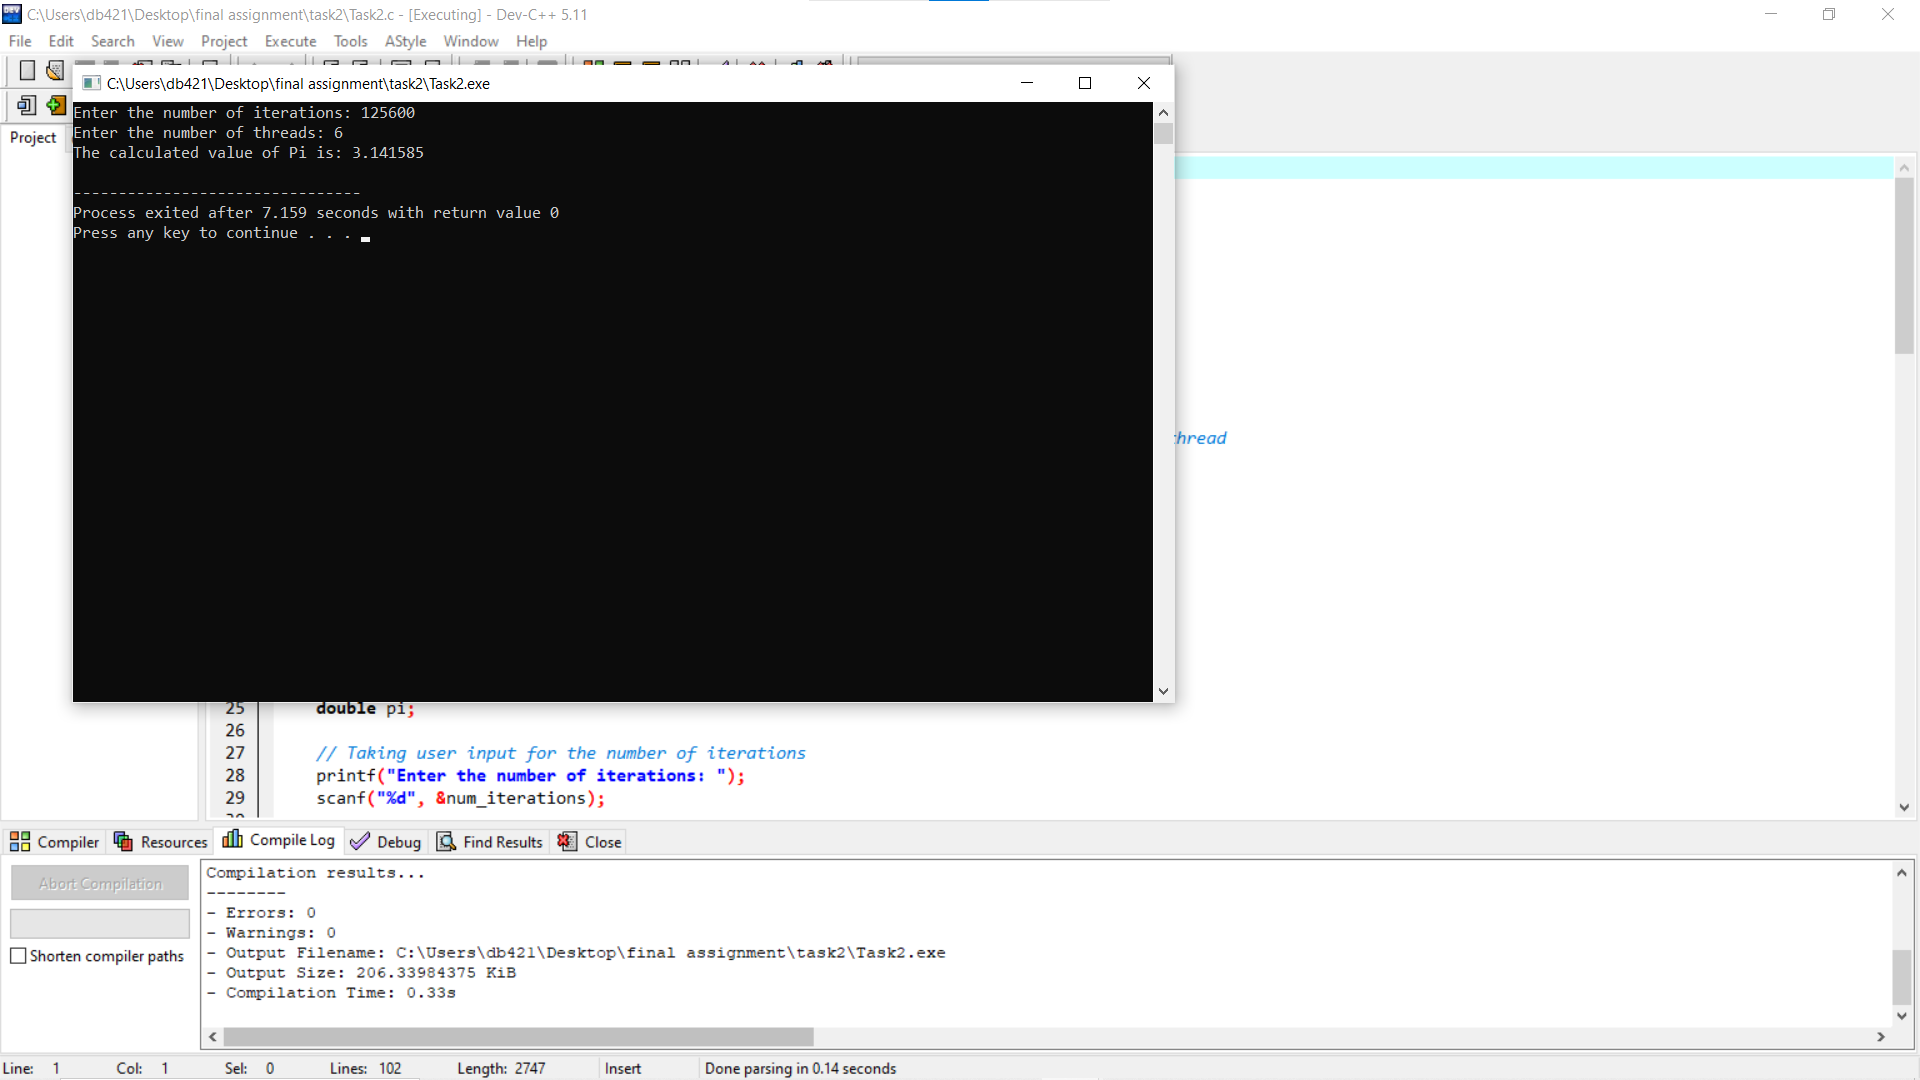 C:\Users\db421\Desktop\final assignment\task2\Task2.c - [Executing] - Dev-C++ 5.11
File Edit Search View Project Execute Tools AStyle Window Help
C:\Users\db421\Desktop\final assignment\task2\Task2.exe
Enter the number of iterations: 125600
Enter the number of threads: 6
The calculated value of Pi is: 3.141585
--------------------------------
Process exited after 7.159 seconds with return value 0
Press any key to continue . . .
Project
hread
25 double pi;
26
27 // Taking user input for the number of iterations
28 printf("Enter the number of iterations: ");
29 scanf("%d", &num_iterations);
Compiler Resources Compile Log Debug Find Results Close
Abort Compilation
Shorten compiler paths
Compilation results...
--------
- Errors: 0
- Warnings: 0
- Output Filename: C:\Users\db421\Desktop\final assignment\task2\Task2.exe
- Output Size: 206.33984375 KiB
- Compilation Time: 0.33s
Line: 1 Col: 1 Sel: 0 Lines: 102 Length: 2747 Insert Done parsing in 0.14 seconds